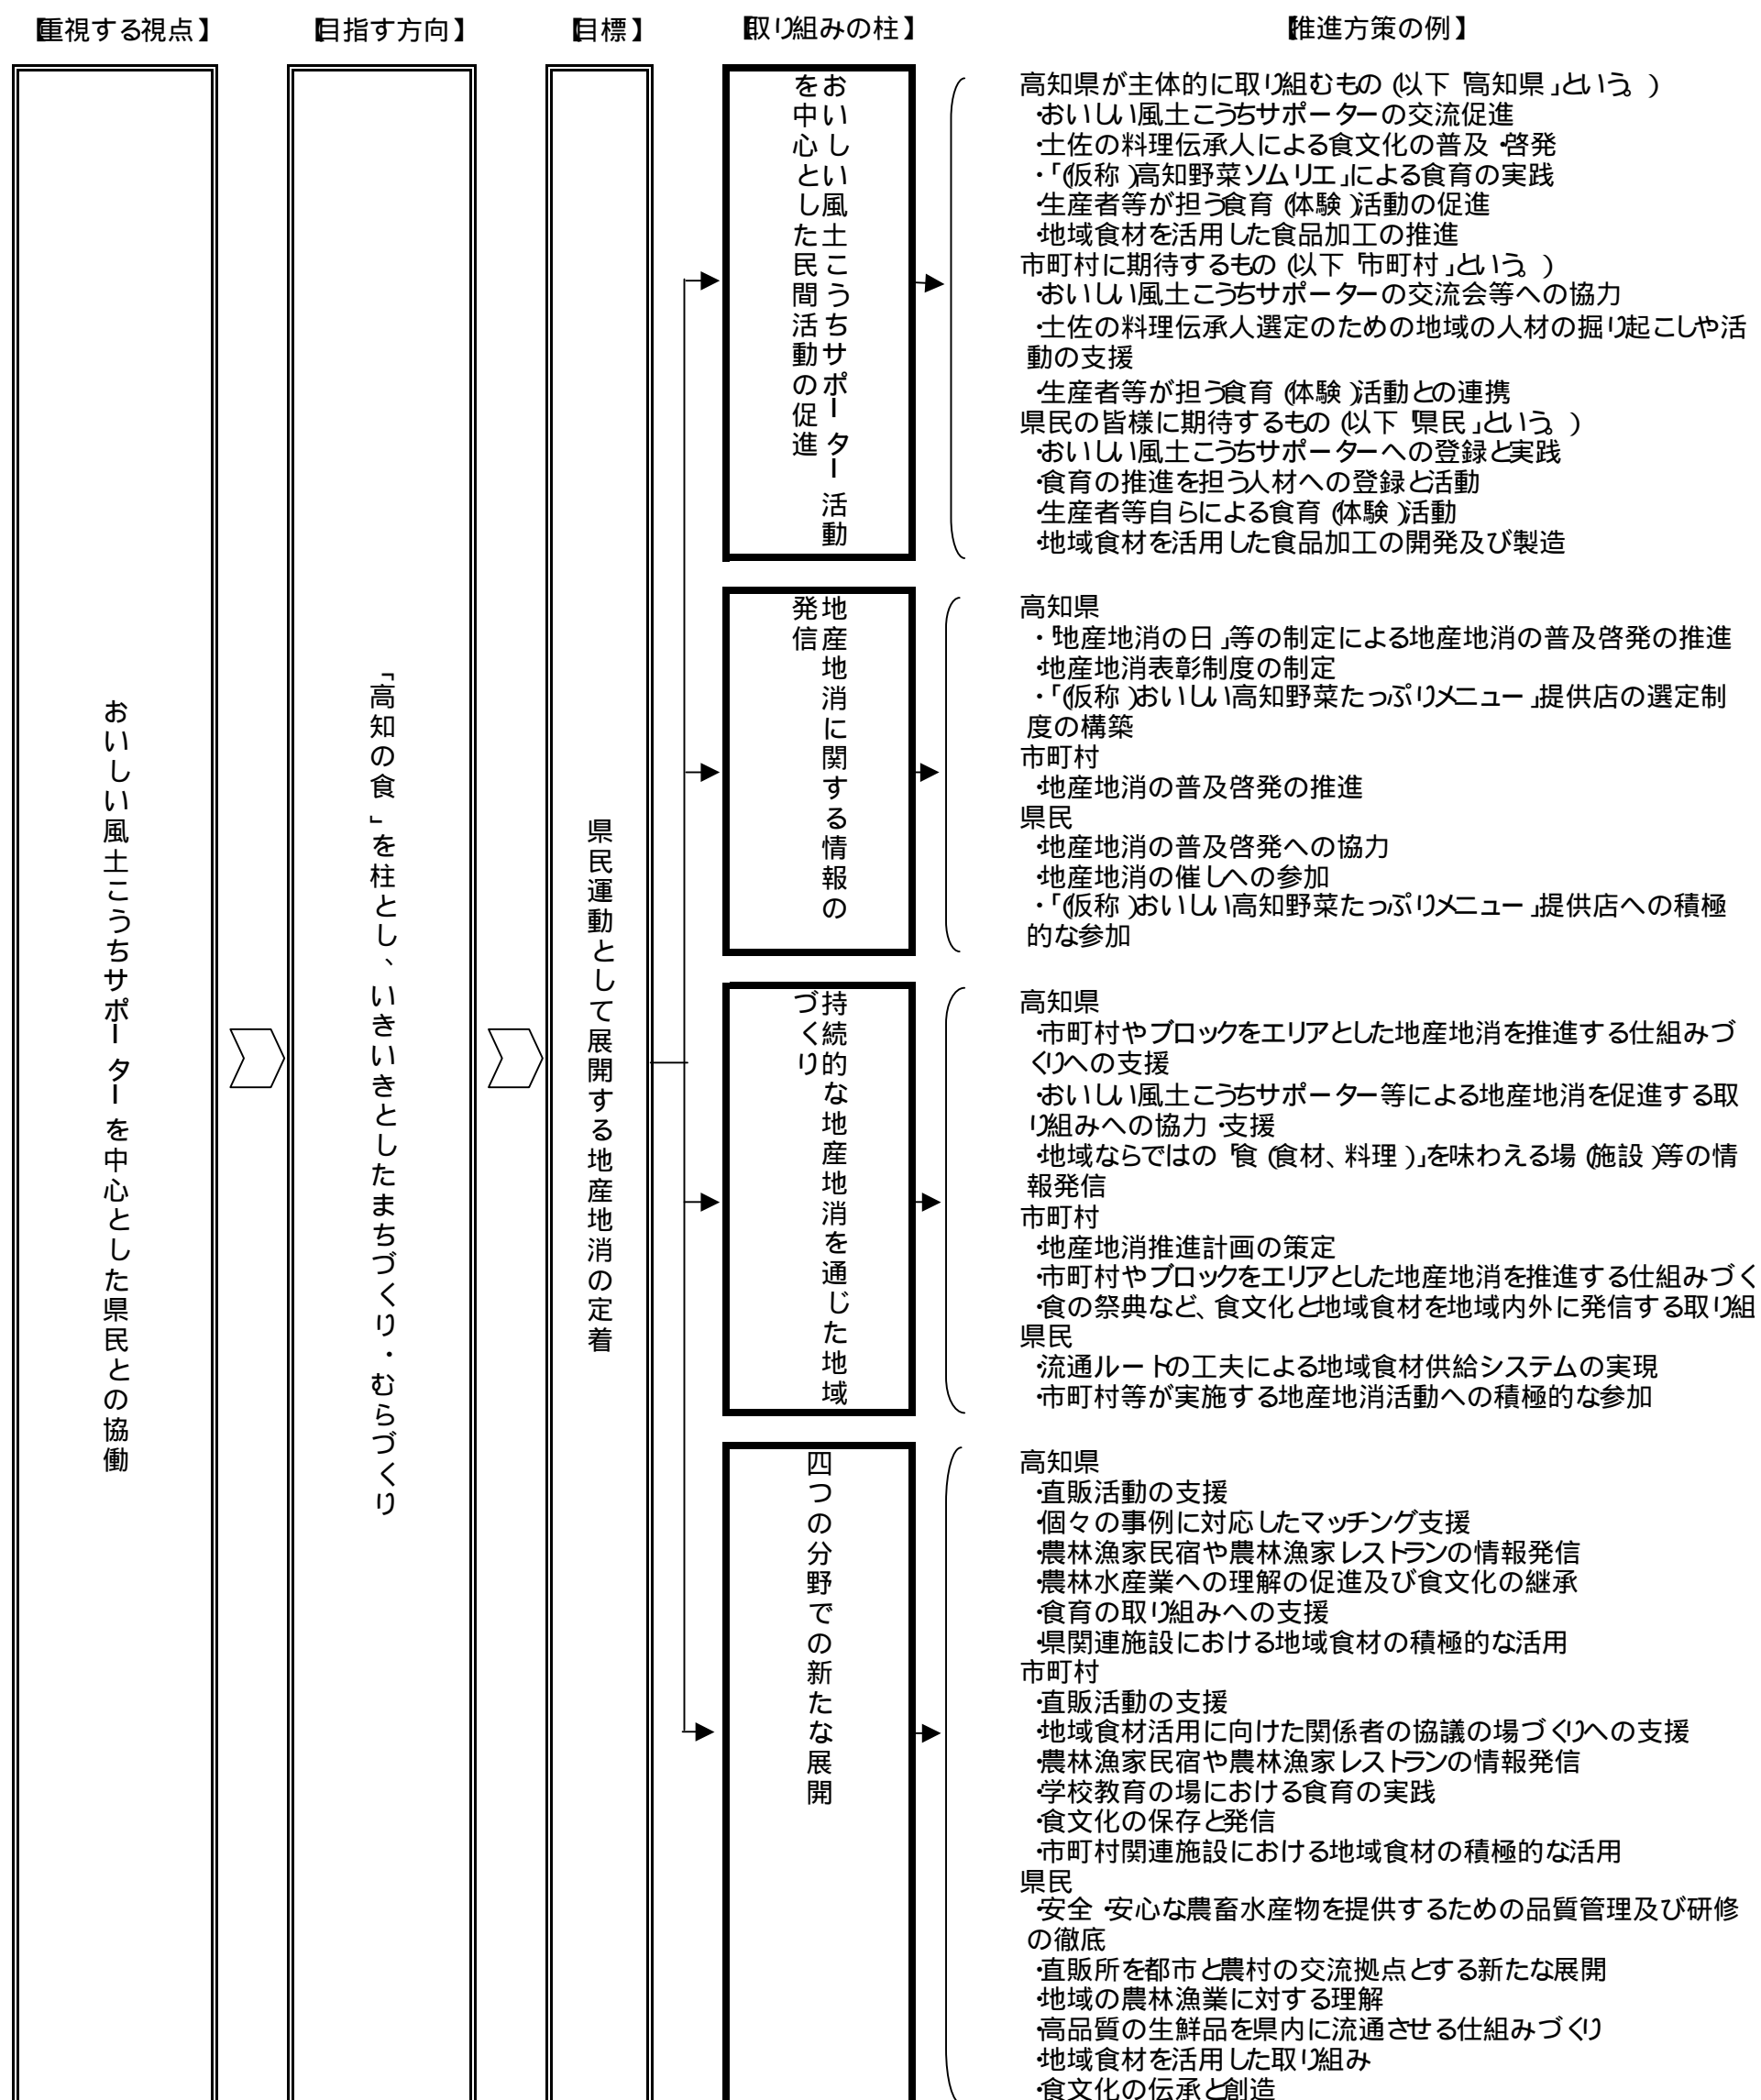 【重視する視点】
【目指す方向】
【目標】
【取り組みの柱】
【推進方策の例】
おいしい風土こうちサポーターを中心とした県民との協働
「高知の食」を柱とし、いきいきとしたまちづくり・むらづくり
県民運動として展開する地産地消の定着
おいしい風土こうちサポーター活動
を中心とした民間活動の促進
高知県が主体的に取り組むもの(以下「高知県」という。)
・おいしい風土こうちサポーターの交流促進
・土佐の料理伝承人による食文化の普及・啓発
・「(仮称)高知野菜ソムリエ」による食育の実践
・生産者等が担う食育(体験)活動の促進
・地域食材を活用した食品加工の推進
市町村に期待するもの(以下「市町村」という。)
・おいしい風土こうちサポーターの交流会等への協力
・土佐の料理伝承人選定のための地域の人材の掘り起こしや活
動の支援
・生産者等が担う食育(体験)活動との連携
県民の皆様に期待するもの(以下「県民」という。)
・おいしい風土こうちサポーターへの登録と実践
・食育の推進を担う人材への登録と活動
・生産者等自らによる食育(体験)活動
・地域食材を活用した食品加工の開発及び製造
地産地消に関する情報の
発信
高知県
・「地産地消の日」等の制定による地産地消の普及啓発の推進
・地産地消表彰制度の制定
・「(仮称)おいしい高知野菜たっぷりメニュー」提供店の選定制
度の構築
市町村
・地産地消の普及啓発の推進
県民
・地産地消の普及啓発への協力
・地産地消の催しへの参加
・「(仮称)おいしい高知野菜たっぷりメニュー」提供店への積極
的な参加
持続的な地産地消を通じた地域
づくり
高知県
・市町村やブロックをエリアとした地産地消を推進する仕組みづ
くりへの支援
・おいしい風土こうちサポーター等による地産地消を促進する取
り組みへの協力・支援
・地域ならではの「食(食材、料理)」を味わえる場(施設)等の情
報発信
市町村
・地産地消推進計画の策定
・市町村やブロックをエリアとした地産地消を推進する仕組みづく
・食の祭典など、食文化と地域食材を地域内外に発信する取り組
県民
・流通ルートの工夫による地域食材供給システムの実現
・市町村等が実施する地産地消活動への積極的な参加
四つの分野での新たな展開
高知県
・直販活動の支援
・個々の事例に対応したマッチング支援
・農林漁家民宿や農林漁家レストランの情報発信
・農林水産業への理解の促進及び食文化の継承
・食育の取り組みへの支援
・県関連施設における地域食材の積極的な活用
市町村
・直販活動の支援
・地域食材活用に向けた関係者の協議の場づくりへの支援
・農林漁家民宿や農林漁家レストランの情報発信
・学校教育の場における食育の実践
・食文化の保存と発信
・市町村関連施設における地域食材の積極的な活用
県民
・安全・安心な農畜水産物を提供するための品質管理及び研修
の徹底
・直販所を都市と農村の交流拠点とする新たな展開
・地域の農林漁業に対する理解
・高品質の生鮮品を県内に流通させる仕組みづくり
・地域食材を活用した取り組み
・食文化の伝承と創造